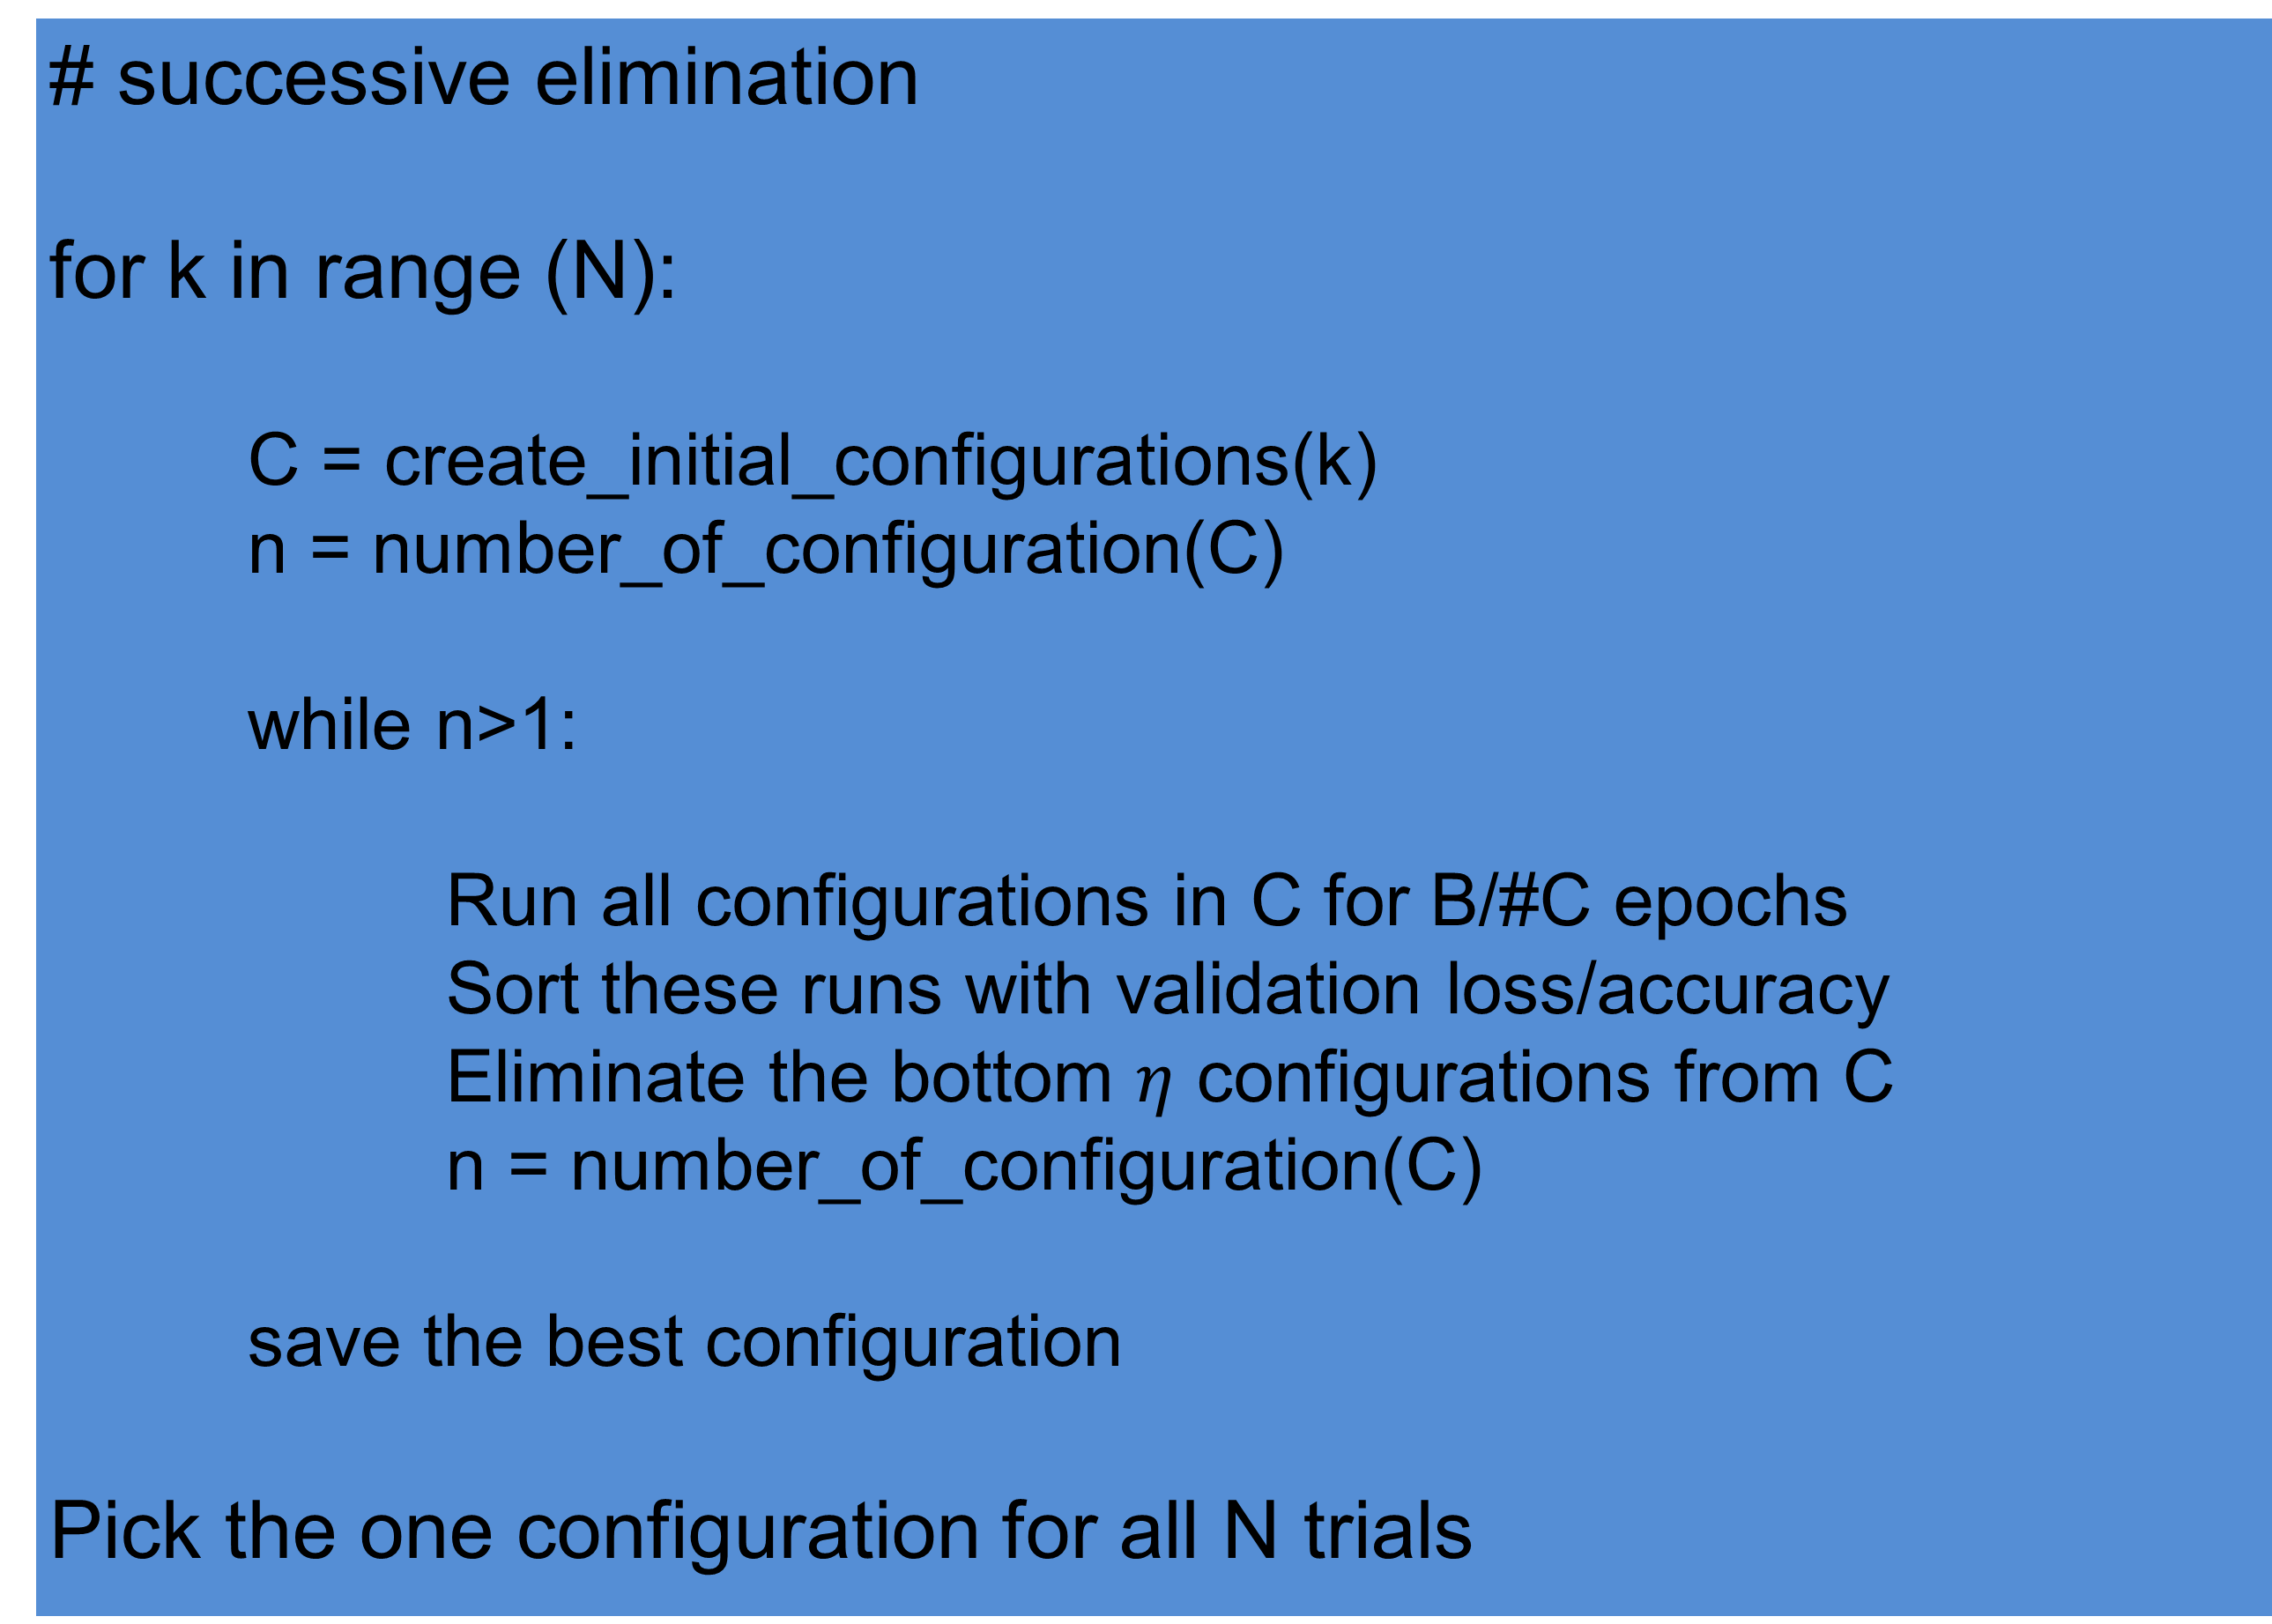 # successive elimination
for k in range (N):
C = create_initial_configurations(k)
n = number_of_configuration(C)
while n>1:
Run all configurations in C for B/#C epochs
Sort these runs with validation loss/accuracy
Eliminate the bottom η configurations from C
n = number_of_configuration(C)
save the best configuration
Pick the one configuration for all N trials